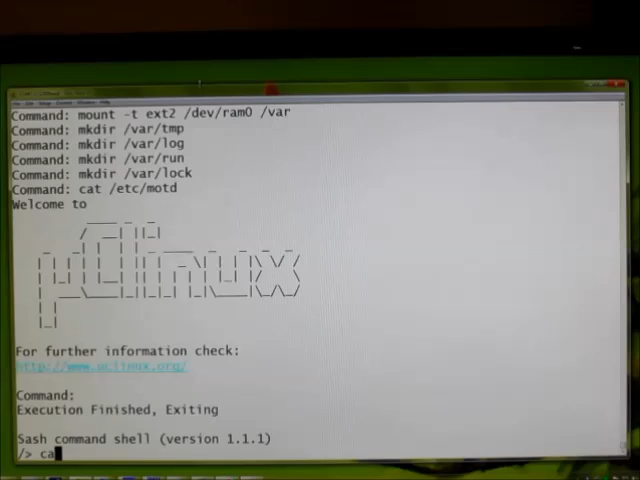 Command: mount -t ext2 /dev/ram0 /var
Command: mkdir /var/tmp
Command: mkdir /var/log
Command: mkdir /var/run
Command: mkdir /var/lock
Command: cat /etc/motd
Welcome to
μClinux
For further information check:
http://www.uclinux.org/
Command:
Execution Finished, Exiting
Sash command shell (version 1.1.1)
/> ca